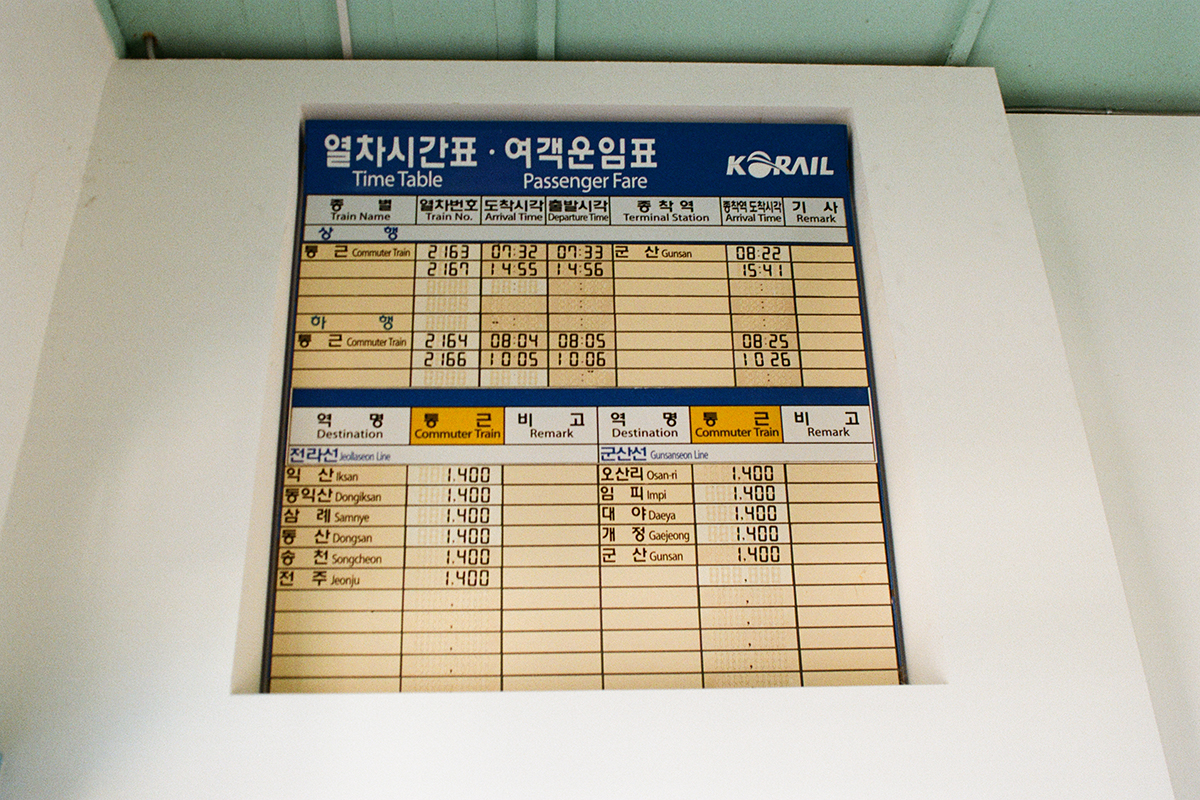 열차시간표 · 여객운임표 KORAIL
Time Table Passenger Fare
종 별 열차번호 도착시각 출발시각 종 착 역 종착역 도착시각 기 사
Train Name Train No. Arrival Time Departure Time Terminal Station Arrival Time Remark
상 행
통 근 Commuter Train 2163 07:32 07:33 군 산 Gunsan 08:22
2167 14:55 14:56 15:41
하 행
통 근 Commuter Train 2164 08:04 08:05 08:25
2166 10:05 10:06 10:26
역 명 통 근 비 고 역 명 통 근 비 고
Destination Commuter Train Remark Destination Commuter Train Remark
전라선 Jeollaseon Line 군산선 Gunsanseon Line
익 산 Iksan 1.400 오산리 Osan-ri 1.400
동익산 Dongiksan 1.400 임 피 Impi 1.400
삼 례 Samnye 1.400 대 야 Daeya 1.400
동 산 Dongsan 1.400 개 정 Gaejeong 1.400
송 천 Songcheon 1.400 군 산 Gunsan 1.400
전 주 Jeonju 1.400